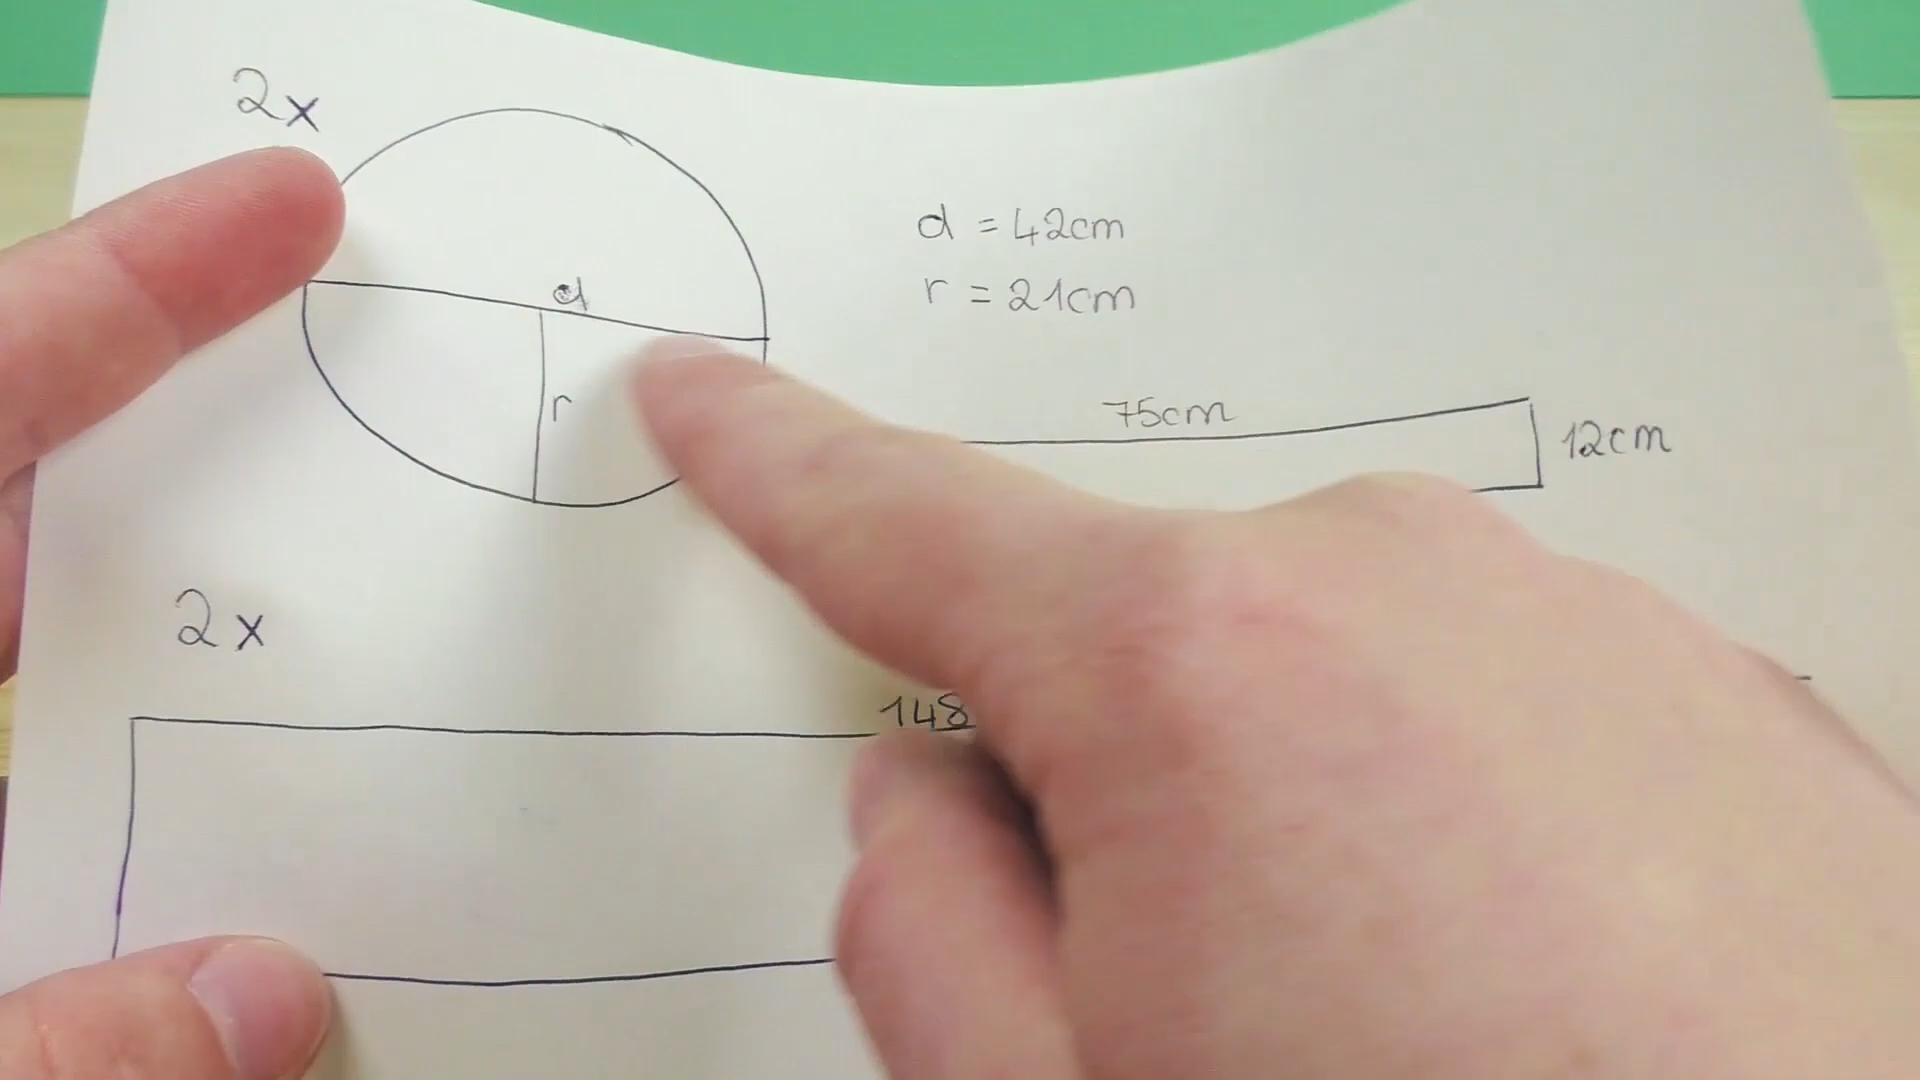 2x
d = 42cm
d
r = 21cm
r
75cm
12cm
2x
148